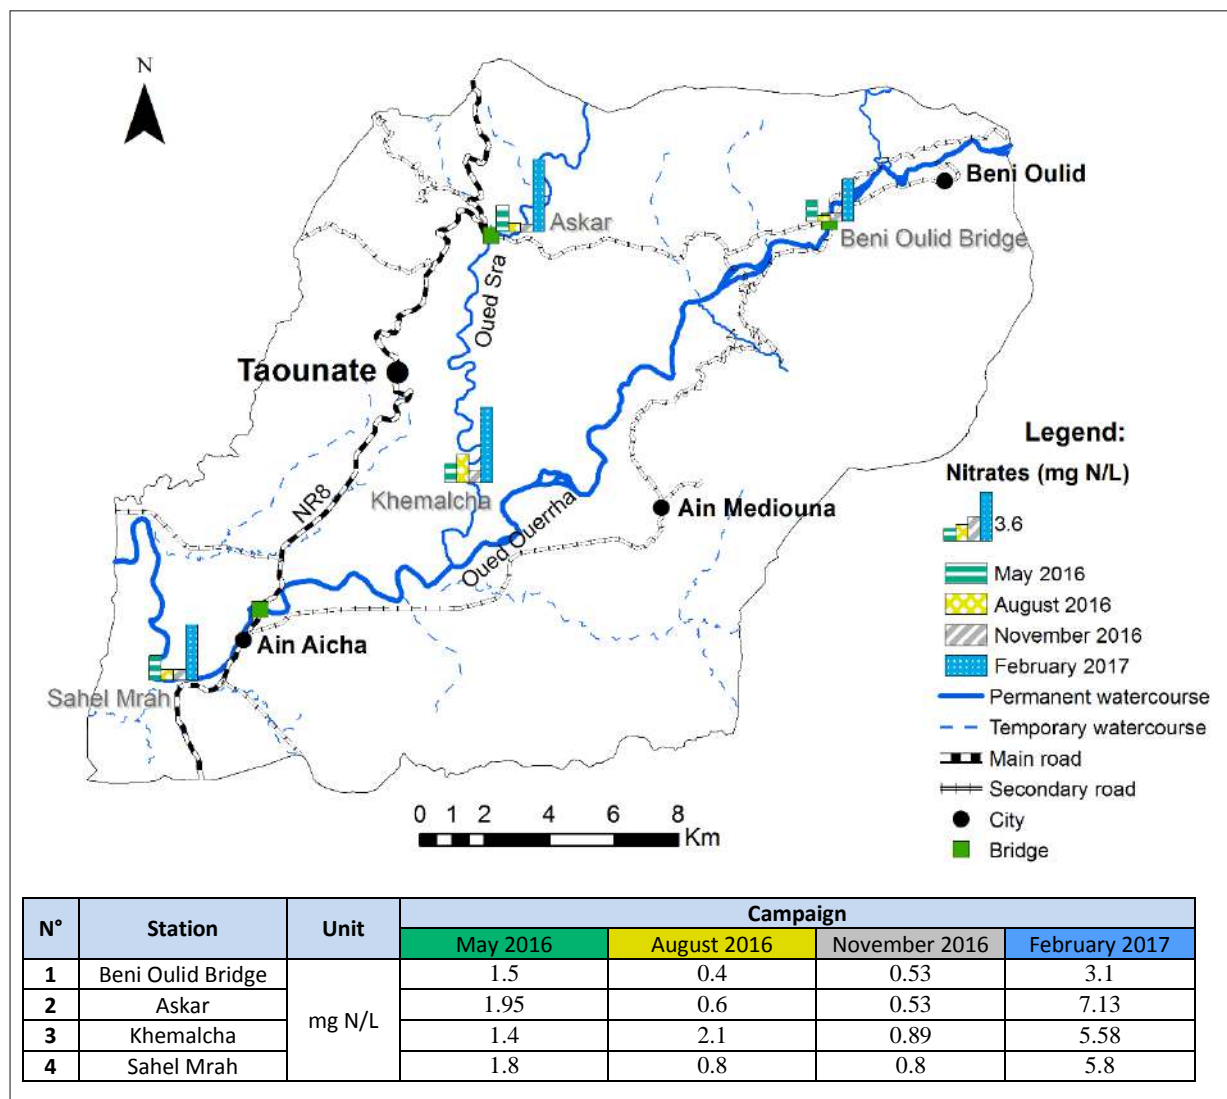 N
Beni Oulid
Askar
Beni Oulid Bridge
Oued Sra
Taounate
Legend:
Nitrates (mg N/L)
3.6
Khemalcha
NR8
Ain Mediouna
Oued Ouerrha
May 2016
August 2016
November 2016
February 2017
Ain Aicha
Sahel Mrah
Permanent watercourse
Temporary watercourse
Main road
Secondary road
City
Bridge
0 1 2 4 6 8
Km
N° Station Unit Campaign
May 2016 August 2016 November 2016 February 2017
1 Beni Oulid Bridge mg N/L 1.5 0.4 0.53 3.1
2 Askar 1.95 0.6 0.53 7.13
3 Khemalcha 1.4 2.1 0.89 5.58
4 Sahel Mrah 1.8 0.8 0.8 5.8